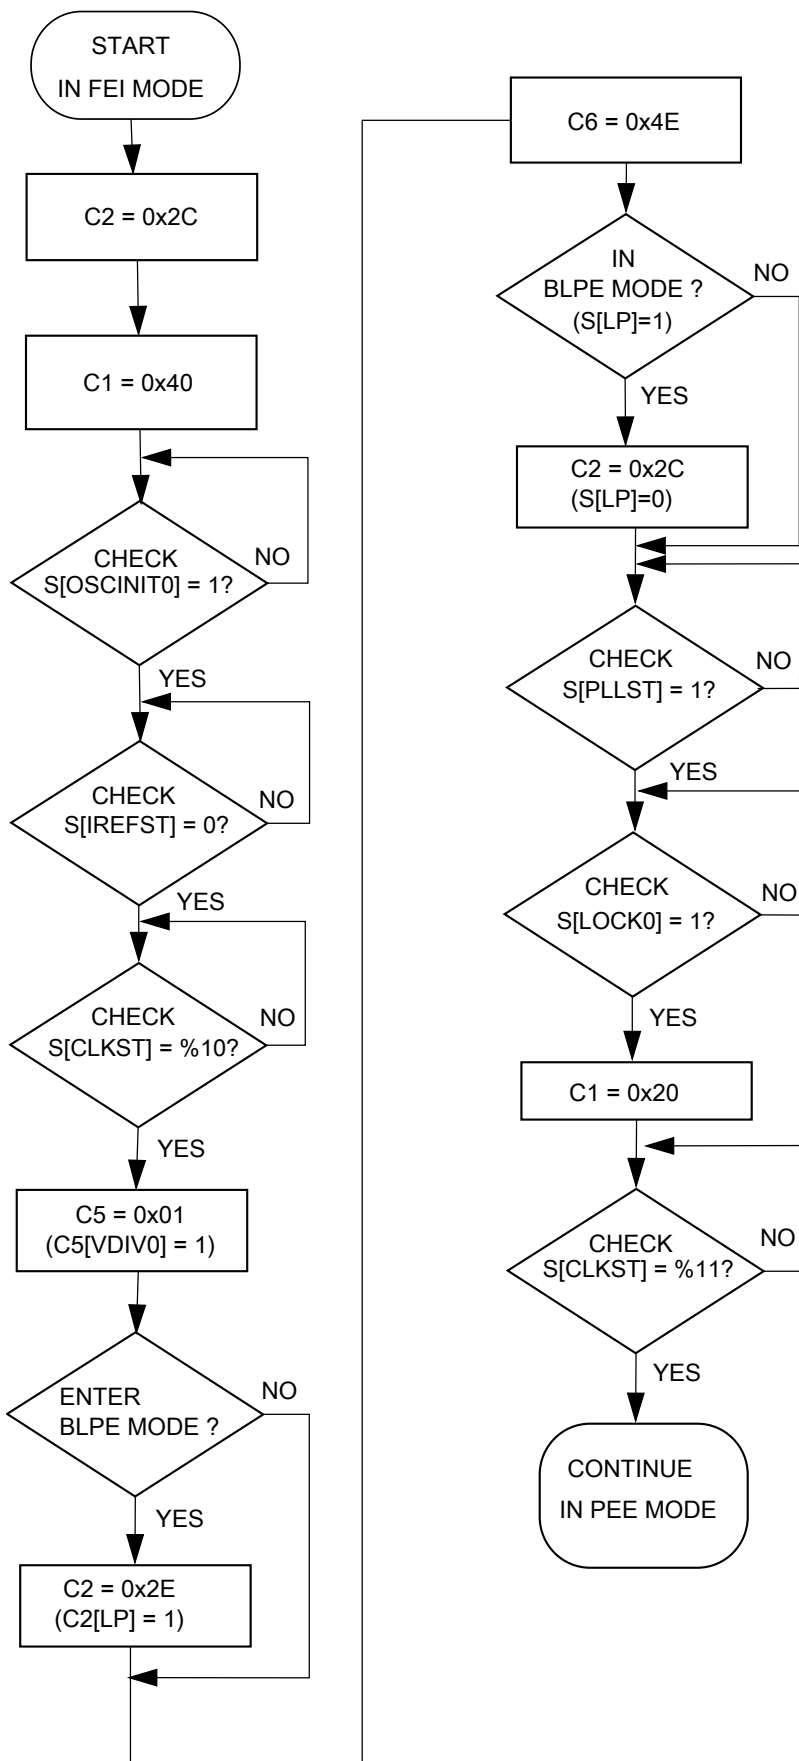 START
IN FEI MODE
C2 = 0x2C
C1 = 0x40
CHECK
S[OSCINIT0] = 1?
NO
YES
CHECK
S[IREFST] = 0?
NO
YES
CHECK
S[CLKST] = %10?
NO
YES
C5 = 0x01
(C5[VDIV0] = 1)
ENTER
BLPE MODE ?
NO
YES
C2 = 0x2E
(C2[LP] = 1)
C6 = 0x4E
IN
BLPE MODE ?
(S[LP]=1)
NO
YES
C2 = 0x2C
(S[LP]=0)
CHECK
S[PLLST] = 1?
NO
YES
CHECK
S[LOCK0] = 1?
NO
YES
C1 = 0x20
CHECK
S[CLKST] = %11?
NO
YES
CONTINUE
IN PEE MODE